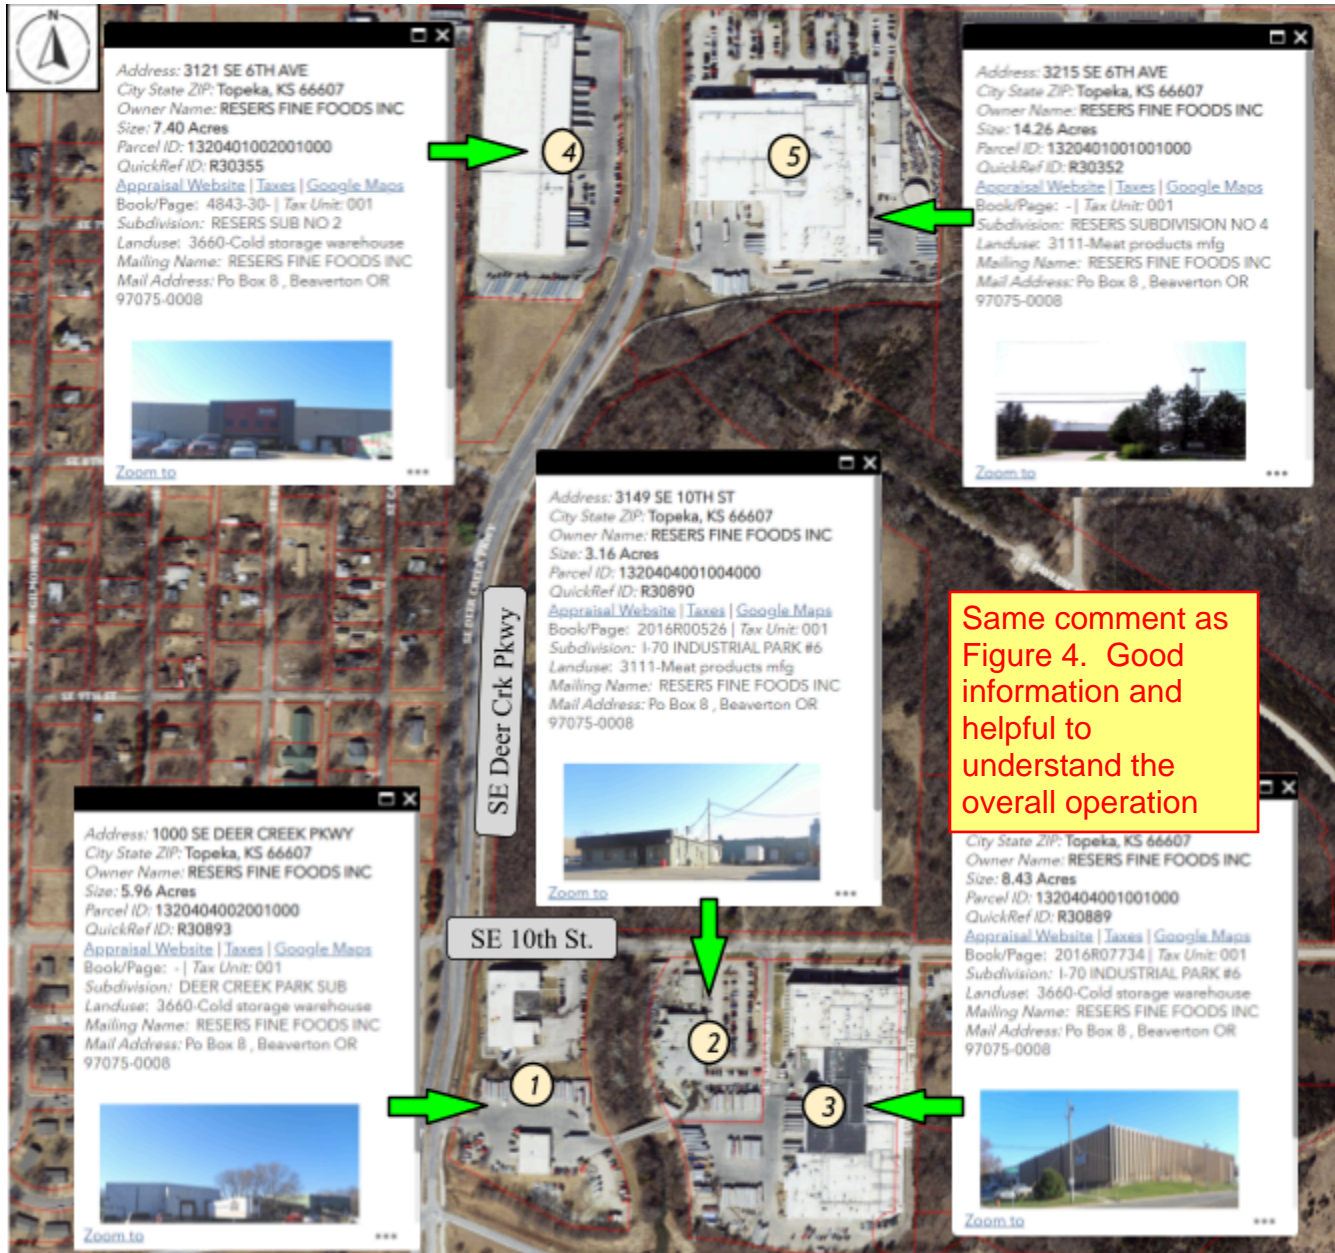 N
Address: 3121 SE 6TH AVE
City State ZIP: Topeka, KS 66607
Owner Name: RESERS FINE FOODS INC
Size: 7.40 Acres
Parcel ID: 1320401002001000
QuickRef ID: R30355
Appraisal Website | Taxes | Google Maps
Book/Page: 4843-30- | Tax Unit: 001
Subdivision: RESERS SUB NO 2
Landuse: 3660-Cold storage warehouse
Mailing Name: RESERS FINE FOODS INC
Mail Address: Po Box 8 , Beaverton OR
97075-0008
Zoom to
4
5
Address: 3215 SE 6TH AVE
City State ZIP: Topeka, KS 66607
Owner Name: RESERS FINE FOODS INC
Size: 14.26 Acres
Parcel ID: 1320401001001000
QuickRef ID: R30352
Appraisal Website | Taxes | Google Maps
Book/Page: - | Tax Unit: 001
Subdivision: RESERS SUBDIVISION NO 4
Landuse: 3111-Meat products mfg
Mailing Name: RESERS FINE FOODS INC
Mail Address: Po Box 8 , Beaverton OR
97075-0008
Zoom to
Address: 3149 SE 10TH ST
City State ZIP: Topeka, KS 66607
Owner Name: RESERS FINE FOODS INC
Size: 3.16 Acres
Parcel ID: 1320404001004000
QuickRef ID: R30890
Appraisal Website | Taxes | Google Maps
Book/Page: 2016R00526 | Tax Unit: 001
Subdivision: I-70 INDUSTRIAL PARK #6
Landuse: 3111-Meat products mfg
Mailing Name: RESERS FINE FOODS INC
Mail Address: Po Box 8 , Beaverton OR
97075-0008
Zoom to
SE GILMORE AVE
SE 9TH ST
SE DEER CREEK PKWY
SE Deer Crk Pkwy
Same comment as
Figure 4. Good
information and
helpful to
understand the
overall operation
Address: 1000 SE DEER CREEK PKWY
City State ZIP: Topeka, KS 66607
Owner Name: RESERS FINE FOODS INC
Size: 5.96 Acres
Parcel ID: 1320404002001000
QuickRef ID: R30893
Appraisal Website | Taxes | Google Maps
Book/Page: - | Tax Unit: 001
Subdivision: DEER CREEK PARK SUB
Landuse: 3660-Cold storage warehouse
Mailing Name: RESERS FINE FOODS INC
Mail Address: Po Box 8 , Beaverton OR
97075-0008
Zoom to
SE 10th St.
1
2
3
City State ZIP: Topeka, KS 66607
Owner Name: RESERS FINE FOODS INC
Size: 8.43 Acres
Parcel ID: 1320404001001000
QuickRef ID: R30889
Appraisal Website | Taxes | Google Maps
Book/Page: 2016R07734 | Tax Unit: 001
Subdivision: I-70 INDUSTRIAL PARK #6
Landuse: 3660-Cold storage warehouse
Mailing Name: RESERS FINE FOODS INC
Mail Address: Po Box 8 , Beaverton OR
97075-0008
Zoom to